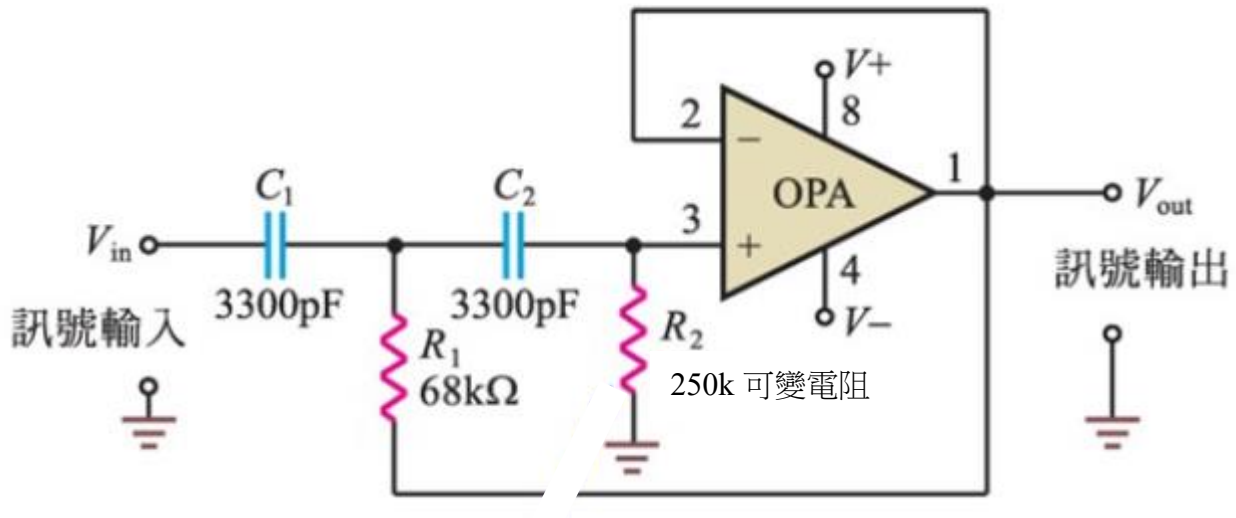 V+
2
8
−
1
C₁
C₂
OPA
Vout
Vin
3
+
4
訊號輸出
3300pF
3300pF
V−
訊號輸入
R₁
R₂
68kΩ
250k 可變電阻